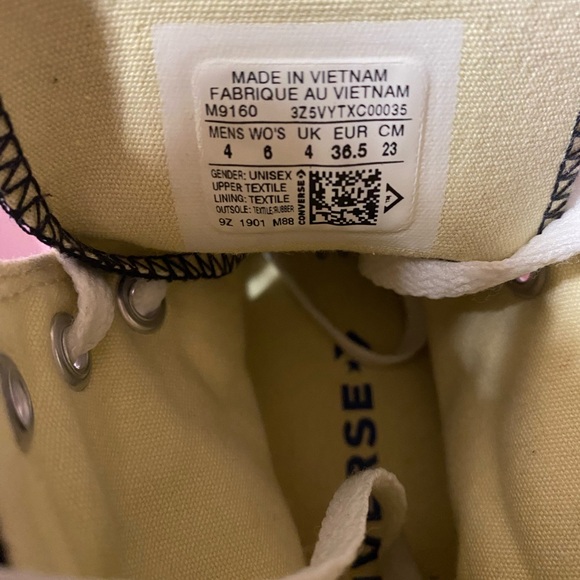 MADE IN VIETNAM
FABRIQUE AU VIETNAM
M9160 3Z5VYTXC00035
MENS WO'S UK EUR CM
4 6 4 36.5 23
GENDER: UNISEX
UPPER TEXTILE
LINING: TEXTILE
OUTSOLE: TEXTILE/RUBBER
9Z 1901 M88
CONVERSE
VERSE